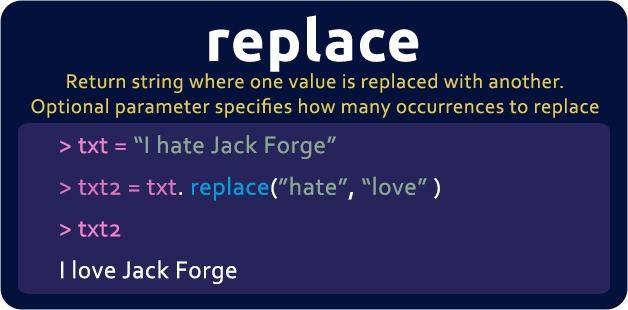 replace
Return string where one value is replaced with another.
Optional parameter specifies how many occurrences to replace
> txt = “I hate Jack Forge”
> txt2 = txt. replace(”hate”, “love” )
> txt2
I love Jack Forge